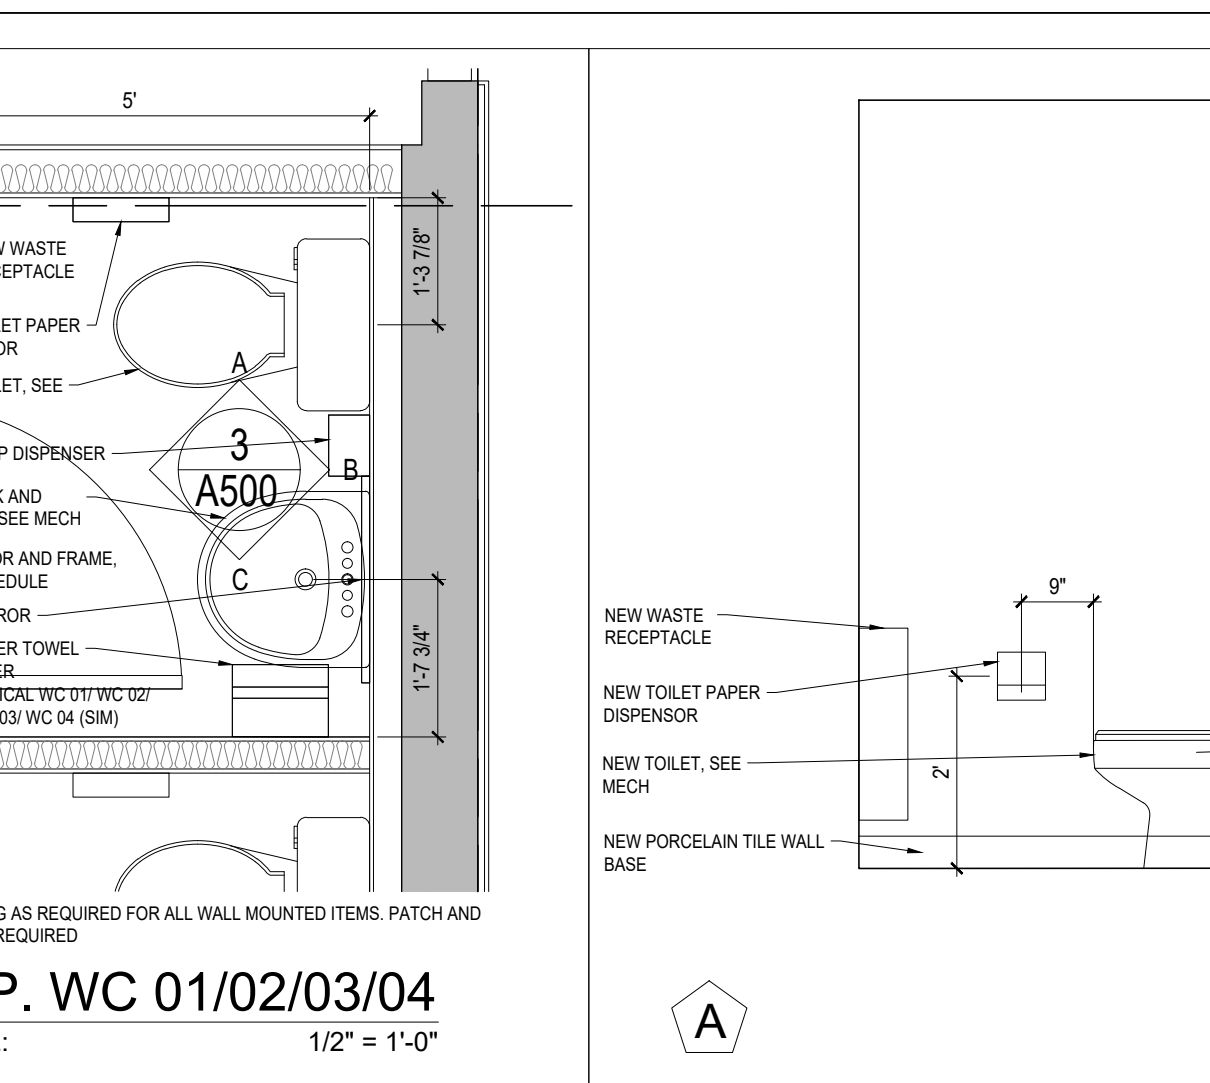 5'
1'-3 7/8"
W WASTE
CEPTACLE
LET PAPER
OR
LET, SEE
A
3
A500
B
C
P DISPENSER
K AND
SEE MECH
OR AND FRAME,
EDULE
ROR
ER TOWEL
ER
ICAL WC 01/ WC 02/
03/ WC 04 (SIM)
1'-7 3/4"
G AS REQUIRED FOR ALL WALL MOUNTED ITEMS. PATCH AND
REQUIRED
P. WC 01/02/03/04
1/2" = 1'-0"
9"
NEW WASTE
RECEPTACLE
NEW TOILET PAPER
DISPENSOR
NEW TOILET, SEE
MECH
2'
NEW PORCELAIN TILE WALL
BASE
A